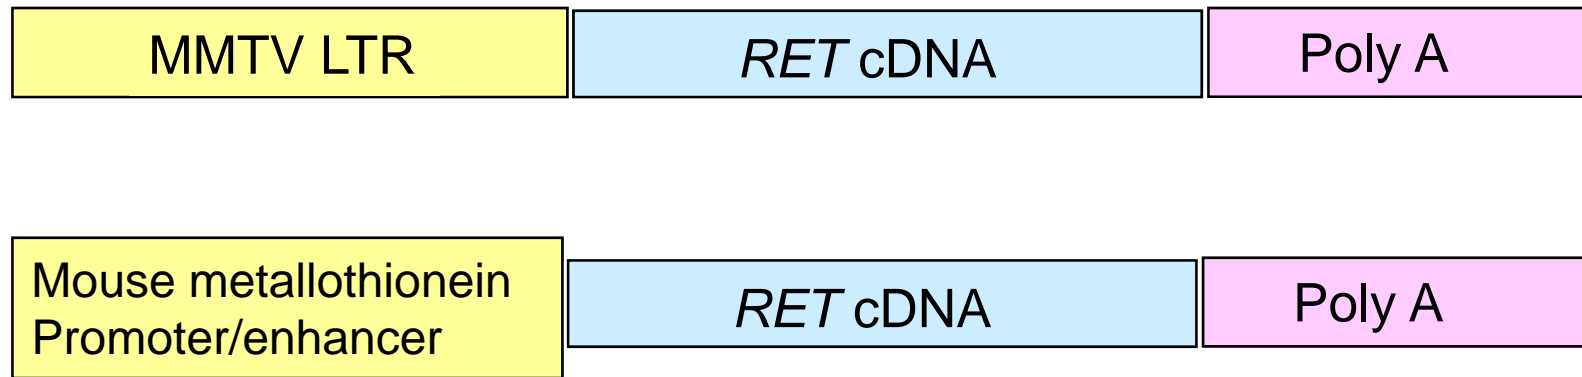 MMTV LTR
RET cDNA
Poly A
Mouse metallothionein
Promoter/enhancer
RET cDNA
Poly A